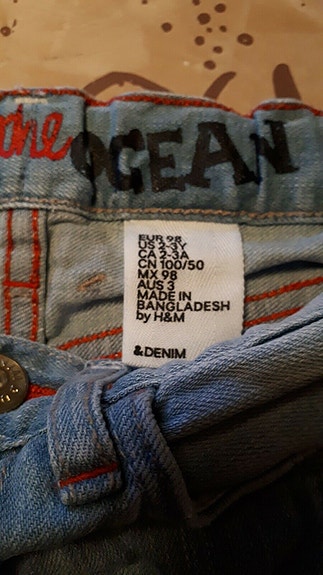 the OCEAN
EUR 98
US 2-3Y
CA 2-3A
CN 100/50
MX 98
AUS 3
MADE IN
BANGLADESH
by H&M
&DENIM